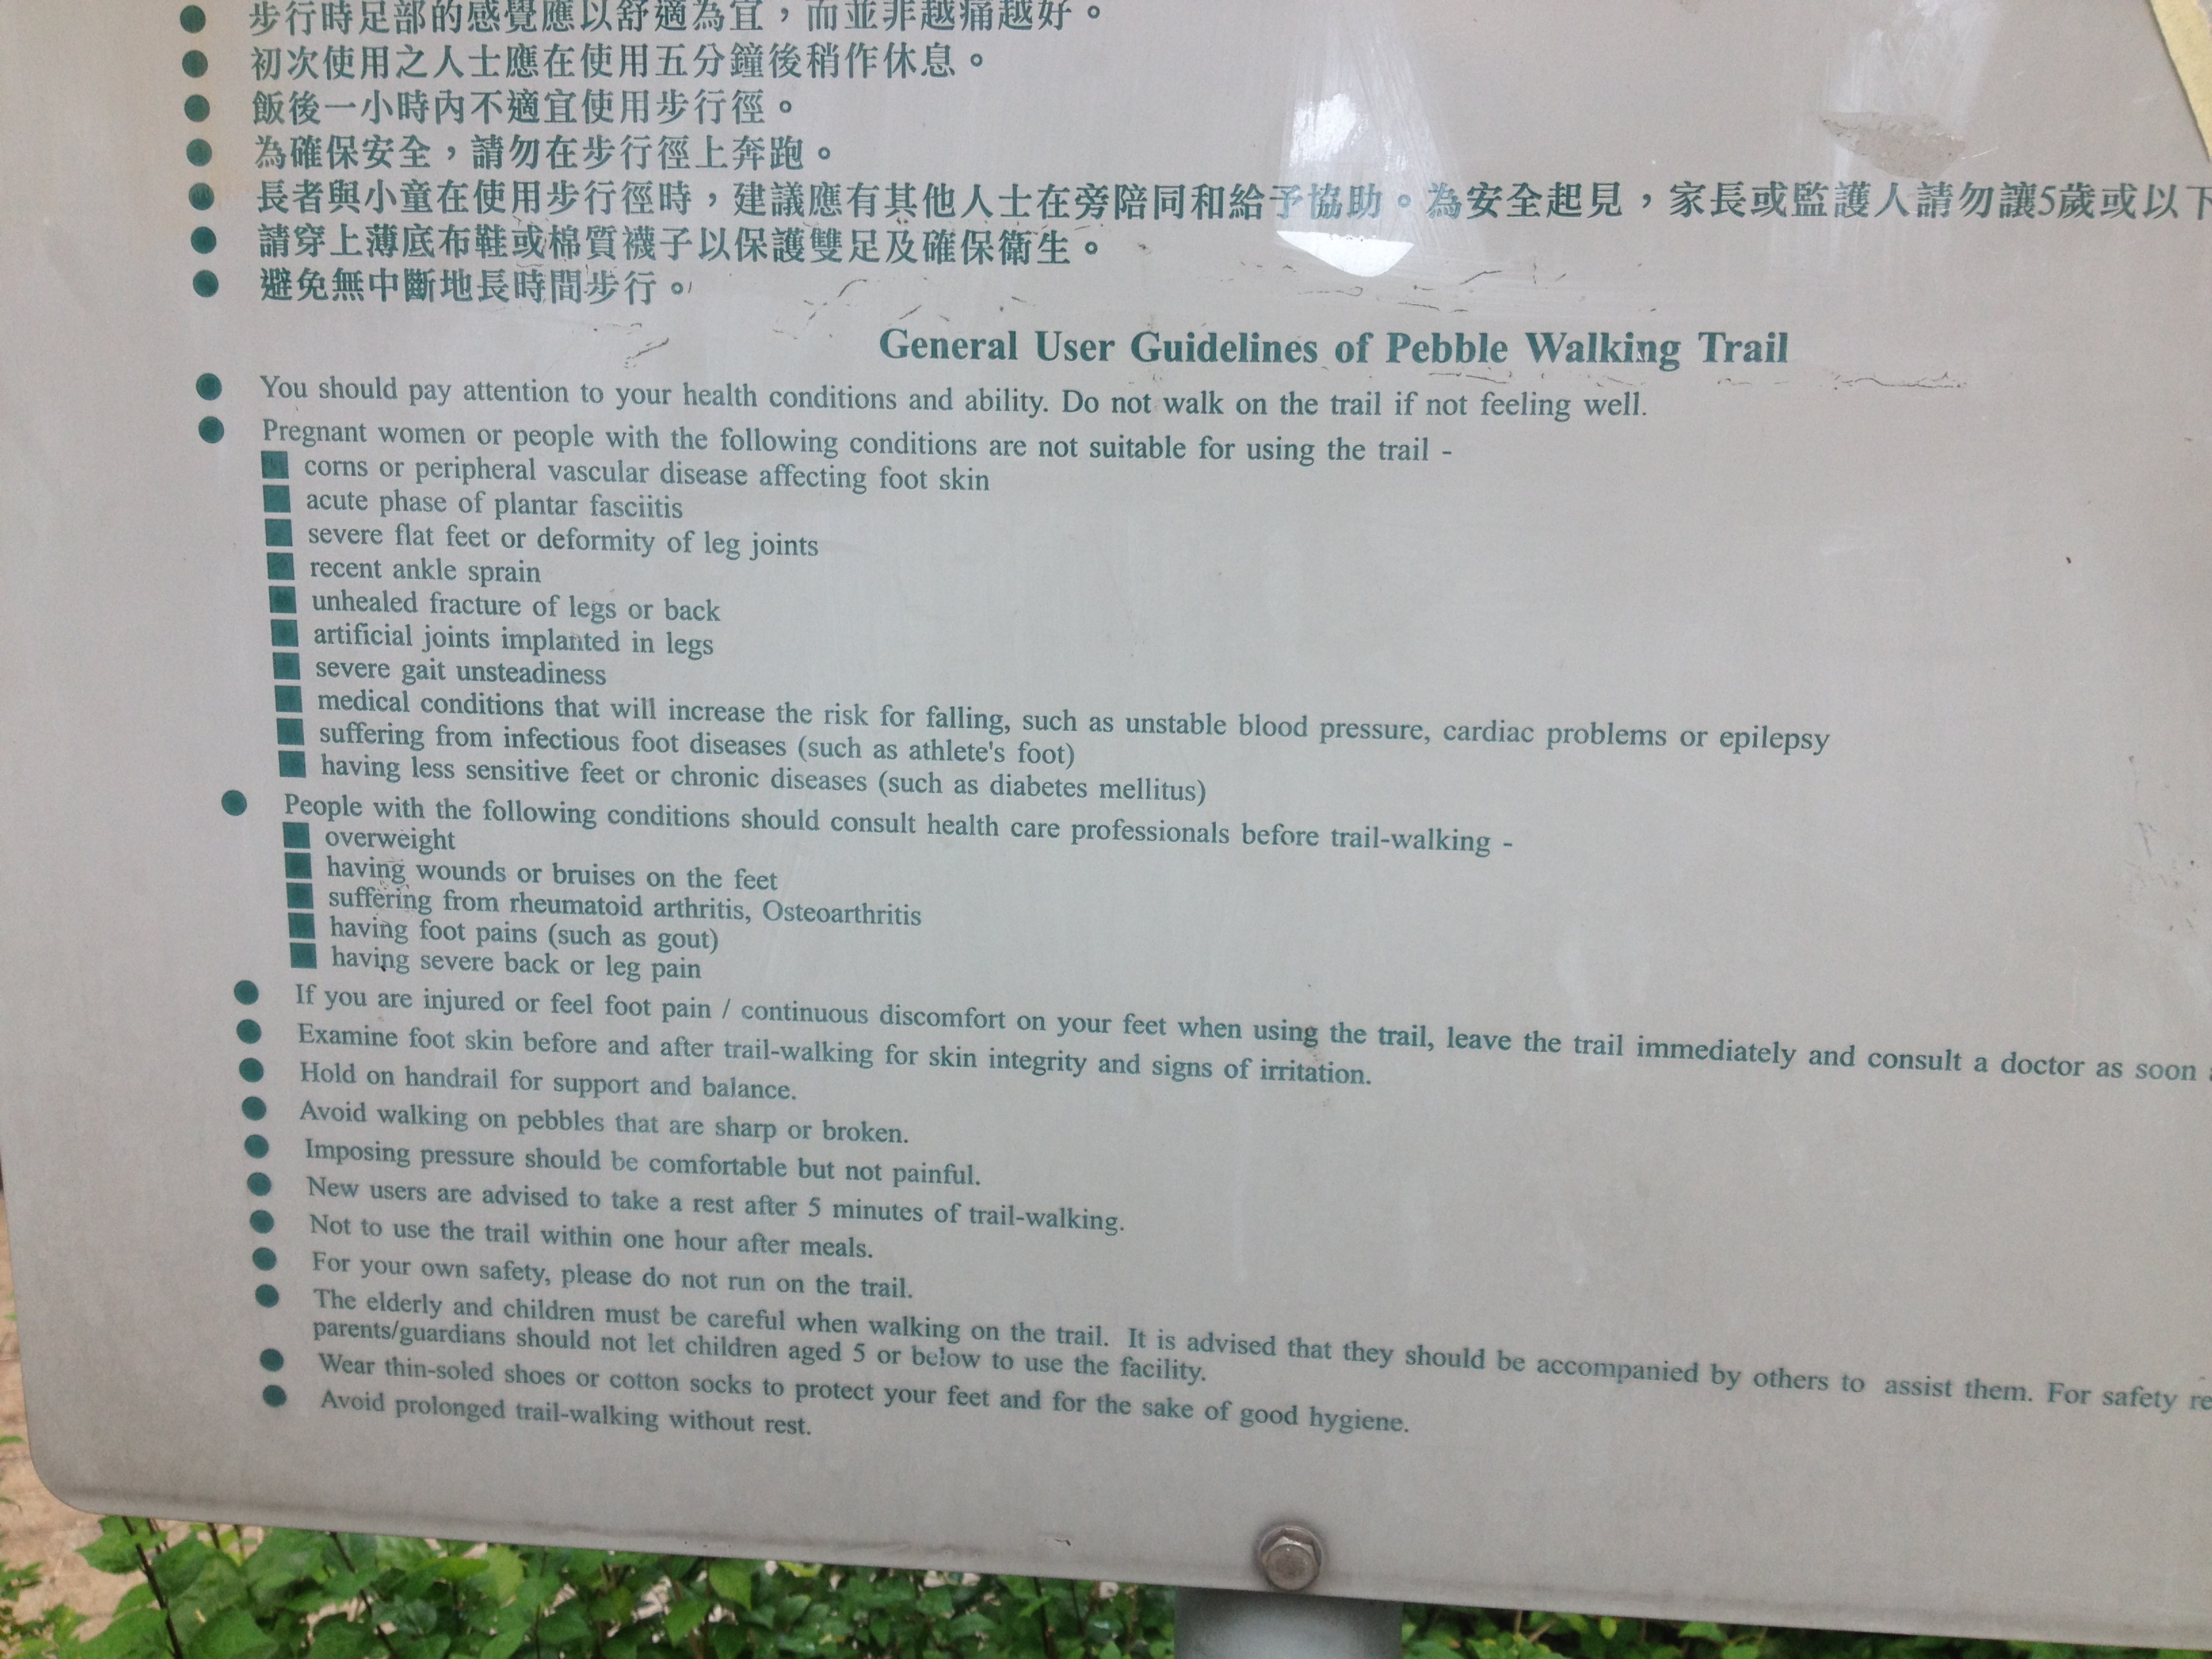 ● 步行時足部的感覺應以舒適為宜，而並非越痛越好。
● 初次使用之人士應在使用五分鐘後稍作休息。
● 飯後一小時內不適宜使用步行徑。
● 為確保安全，請勿在步行徑上奔跑。
● 長者與小童在使用步行徑時，建議應有其他人士在旁陪同和給予協助。為安全起見，家長或監護人請勿讓5歲或以下
● 請穿上薄底布鞋或棉質襪子以保護雙足及確保衛生。
● 避免無中斷地長時間步行。
General User Guidelines of Pebble Walking Trail
● You should pay attention to your health conditions and ability. Do not walk on the trail if not feeling well.
● Pregnant women or people with the following conditions are not suitable for using the trail -
■ corns or peripheral vascular disease affecting foot skin
■ acute phase of plantar fasciitis
■ severe flat feet or deformity of leg joints
■ recent ankle sprain
■ unhealed fracture of legs or back
■ artificial joints implanted in legs
■ severe gait unsteadiness
■ medical conditions that will increase the risk for falling, such as unstable blood pressure, cardiac problems or epilepsy
■ suffering from infectious foot diseases (such as athlete's foot)
■ having less sensitive feet or chronic diseases (such as diabetes mellitus)
● People with the following conditions should consult health care professionals before trail-walking -
■ overweight
■ having wounds or bruises on the feet
■ suffering from rheumatoid arthritis, Osteoarthritis
■ having foot pains (such as gout)
■ having severe back or leg pain
● If you are injured or feel foot pain / continuous discomfort on your feet when using the trail, leave the trail immediately and consult a doctor as soon
● Examine foot skin before and after trail-walking for skin integrity and signs of irritation.
● Hold on handrail for support and balance.
● Avoid walking on pebbles that are sharp or broken.
● Imposing pressure should be comfortable but not painful.
● New users are advised to take a rest after 5 minutes of trail-walking.
● Not to use the trail within one hour after meals.
● For your own safety, please do not run on the trail.
● The elderly and children must be careful when walking on the trail. It is advised that they should be accompanied by others to assist them. For safety re
parents/guardians should not let children aged 5 or below to use the facility.
● Wear thin-soled shoes or cotton socks to protect your feet and for the sake of good hygiene.
● Avoid prolonged trail-walking without rest.